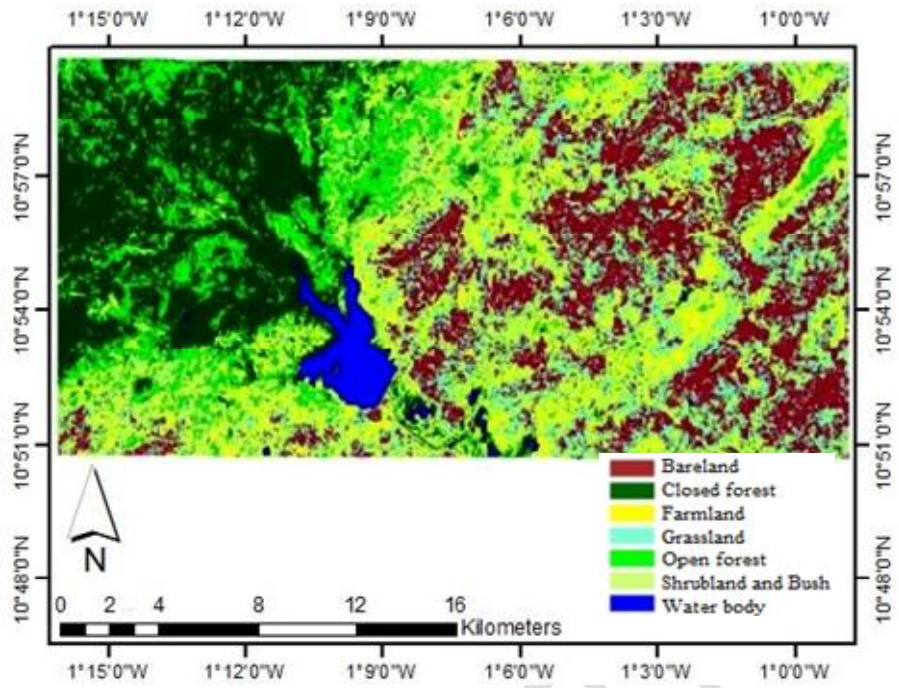 1°15'0"W 1°12'0"W 1°9'0"W 1°6'0"W 1°3'0"W 1°0'0"W
10°57'0"N 10°57'0"N
10°54'0"N 10°54'0"N
10°51'0"N 10°51'0"N
10°48'0"N 10°48'0"N
Bareland
Closed forest
Farmland
Grassland
Open forest
Shrubland and Bush
Water body
N
0 2 4 8 12 16
Kilometers
1°15'0"W 1°12'0"W 1°9'0"W 1°6'0"W 1°3'0"W 1°0'0"W